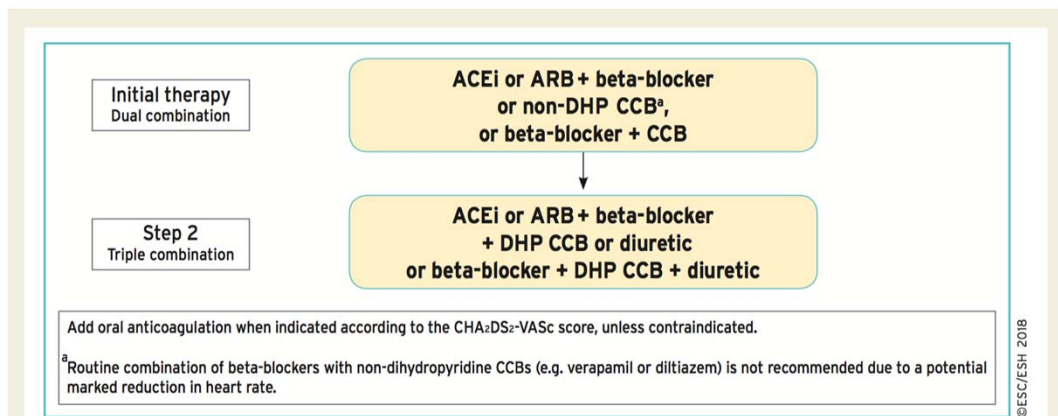 Initial therapy
Dual combination
ACEi or ARB + beta-blocker
or non-DHP CCBᵃ,
or beta-blocker + CCB
Step 2
Triple combination
ACEi or ARB + beta-blocker
+ DHP CCB or diuretic
or beta-blocker + DHP CCB + diuretic
Add oral anticoagulation when indicated according to the CHA₂DS₂-VASc score, unless contraindicated.
ᵃRoutine combination of beta-blockers with non-dihydropyridine CCBs (e.g. verapamil or diltiazem) is not recommended due to a potential
marked reduction in heart rate.
©ESC/ESH 2018